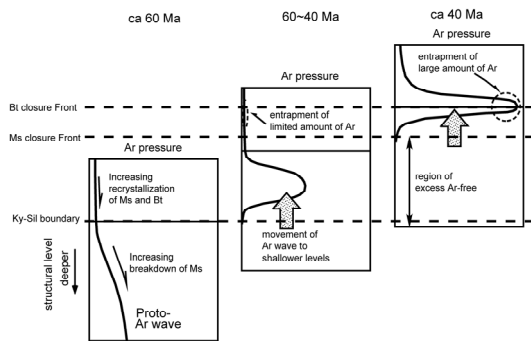 ca 60 Ma
60~40 Ma
ca 40 Ma
Ar pressure
entrapment of
large amount of Ar
Ar pressure
Bt closure Front
entrapment of
limited amount of Ar
Ms closure Front
Ar pressure
Increasing
recrystallization
of Ms and Bt
region of
excess Ar-free
Ky-Sil boundary
movement of
Ar wave to
shallower levels
structural level
deeper
Increasing
breakdown of Ms
Proto-
Ar wave